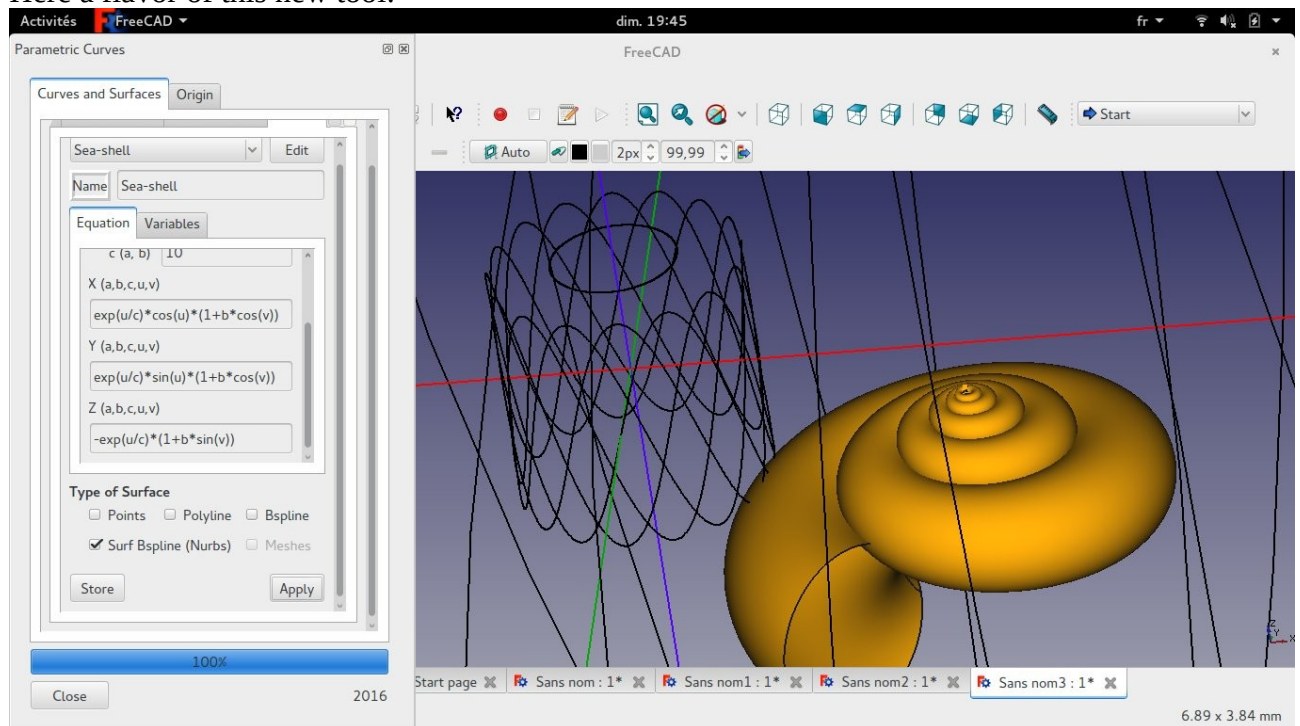 Here a flavor of this new tool.
Activités FreeCAD dim. 19:45 fr
Parametric Curves
FreeCAD
Curves and Surfaces Origin
Start
Sea-shell Edit
Auto 2px 99,99
Name Sea-shell
Equation Variables
c (a, b) 10
X (a,b,c,u,v)
exp(u/c)*cos(u)*(1+b*cos(v))
Y (a,b,c,u,v)
exp(u/c)*sin(u)*(1+b*cos(v))
Z (a,b,c,u,v)
-exp(u/c)*(1+b*sin(v))
Type of Surface
Points Polyline Bspline
Surf Bspline (Nurbs) Meshes
Store Apply
Z
Y
X
100%
Start page Sans nom : 1* Sans nom1 : 1* Sans nom2 : 1* Sans nom3 : 1*
Close 2016
6.89 x 3.84 mm